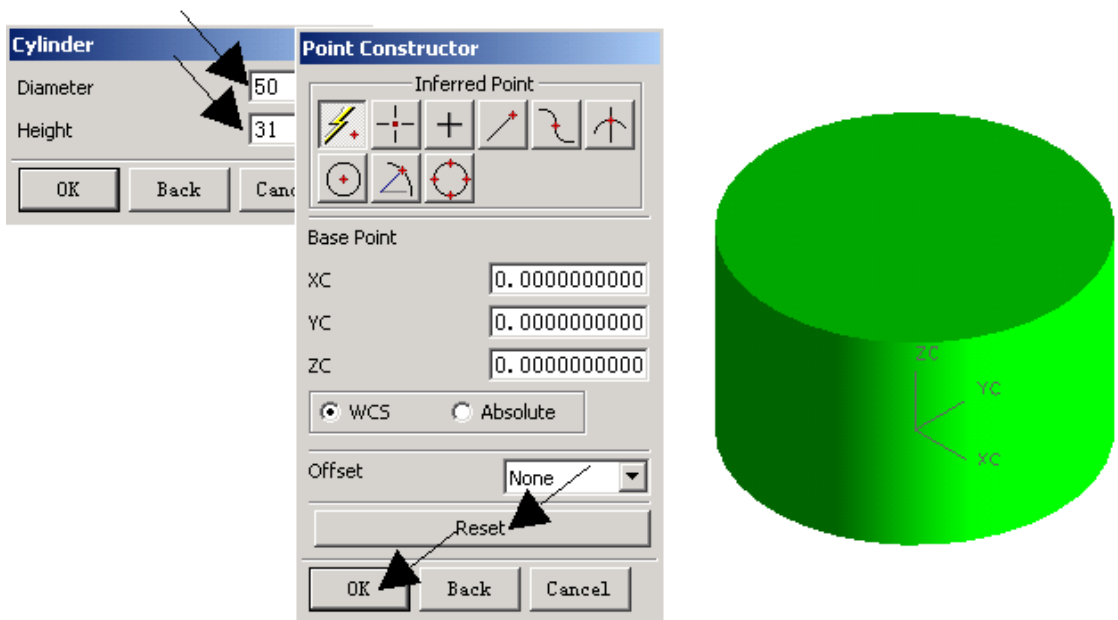 Cylinder
Diameter 50
Height 31
OK Back Canc
Point Constructor
Inferred Point
Base Point
XC 0.0000000000
YC 0.0000000000
ZC 0.0000000000
WCS Absolute
Offset None
Reset
OK Back Cancel
ZC
YC
XC